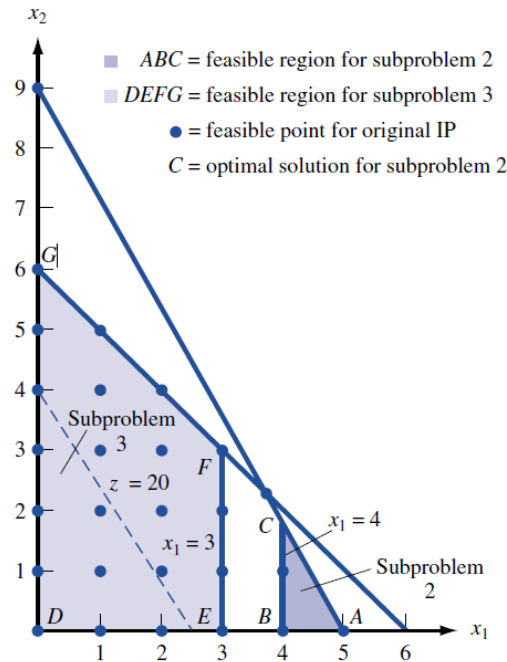 x2
ABC = feasible region for subproblem 2
DEFG = feasible region for subproblem 3
= feasible point for original IP
C = optimal solution for subproblem 2
9
8
7
G
6
5
4
Subproblem
3
3
F
z = 20
2
C
x1 = 4
x1 = 3
Subproblem
2
1
D
E
B
A
x1
1
2
3
4
5
6